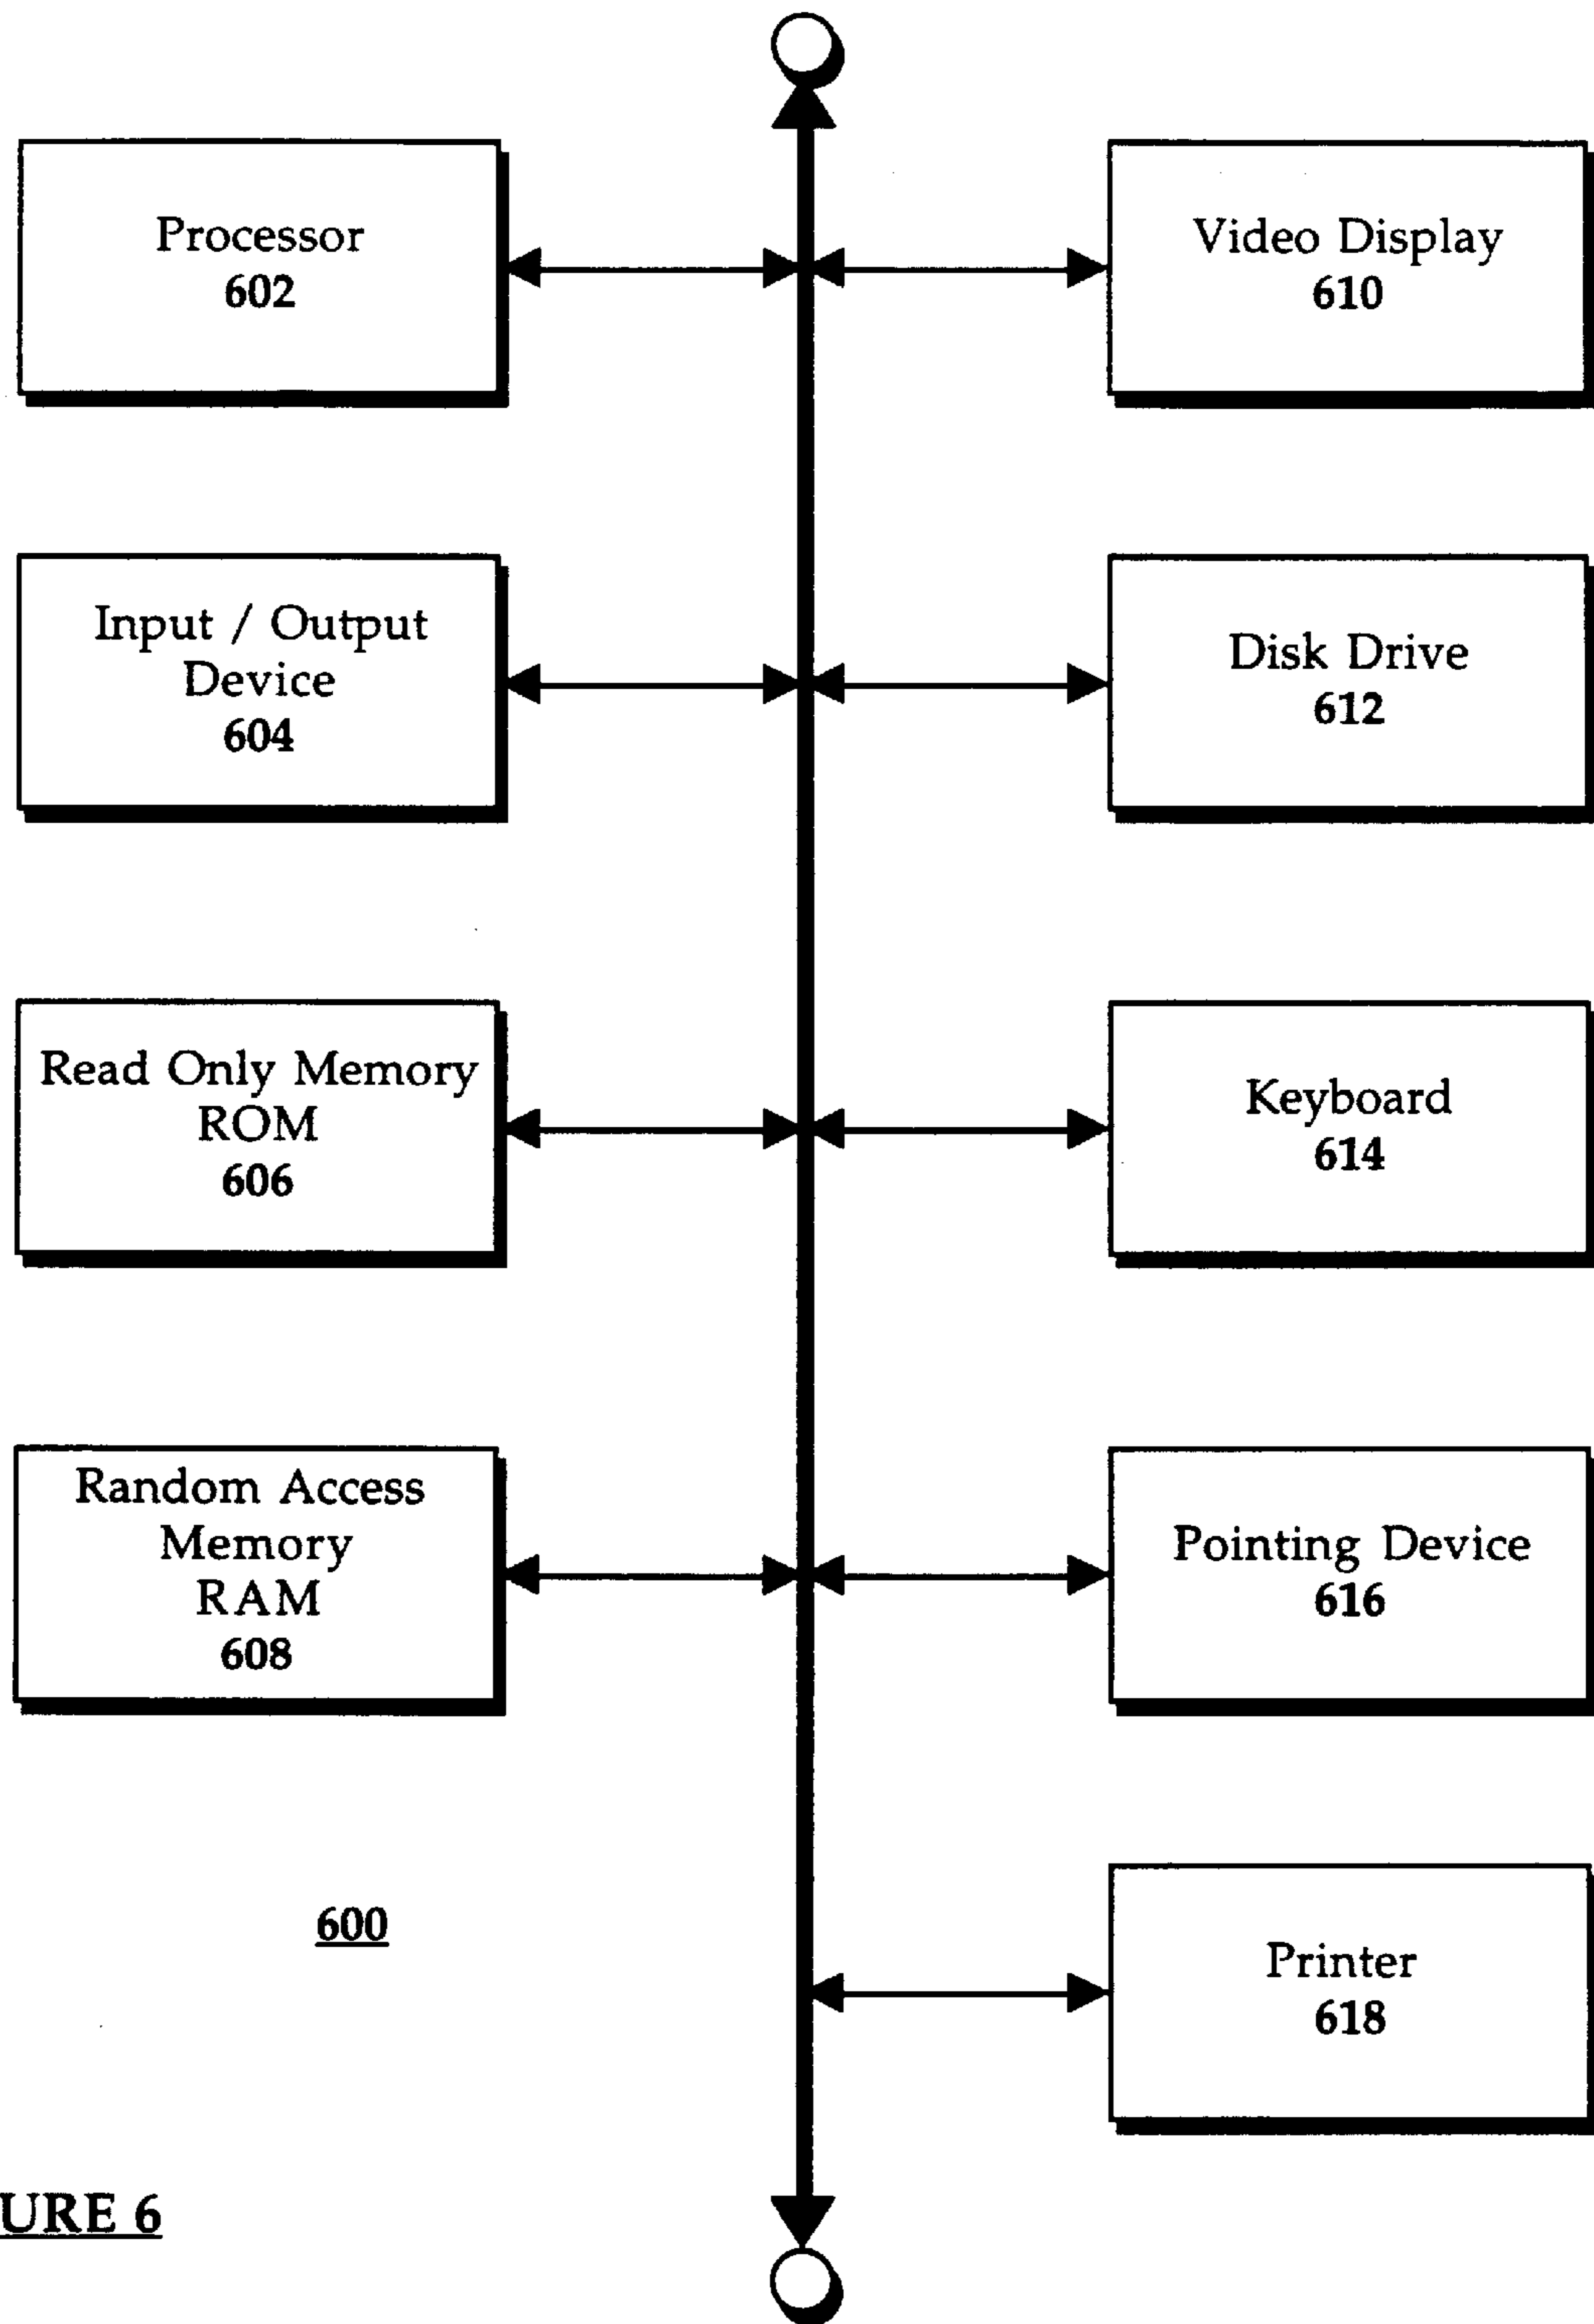 Processor
602
Video Display
610
Input / Output
Device
604
Disk Drive
612
Read Only Memory
ROM
606
Keyboard
614
Random Access
Memory
RAM
608
Pointing Device
616
600
Printer
618
URE 6